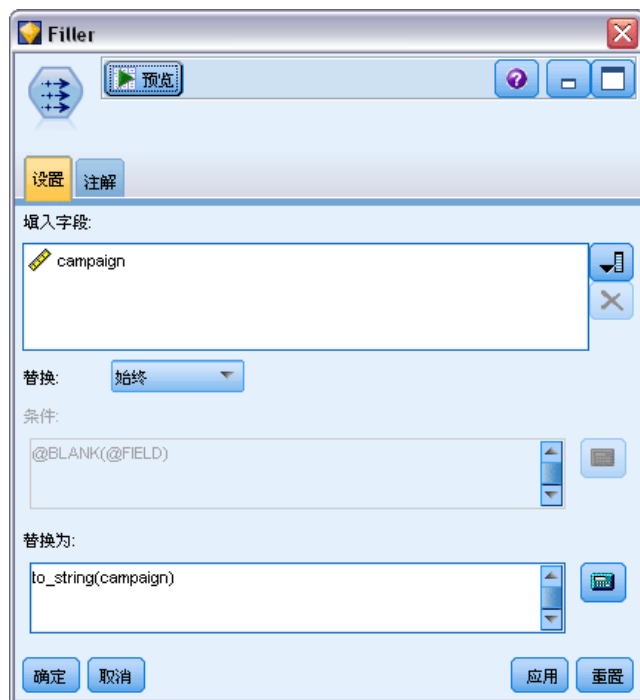 Filler
预览
设置 注解
填入字段:
campaign
替换: 始终
条件:
@BLANK(@FIELD)
替换为:
to_string(campaign)
确定 取消 应用 重置